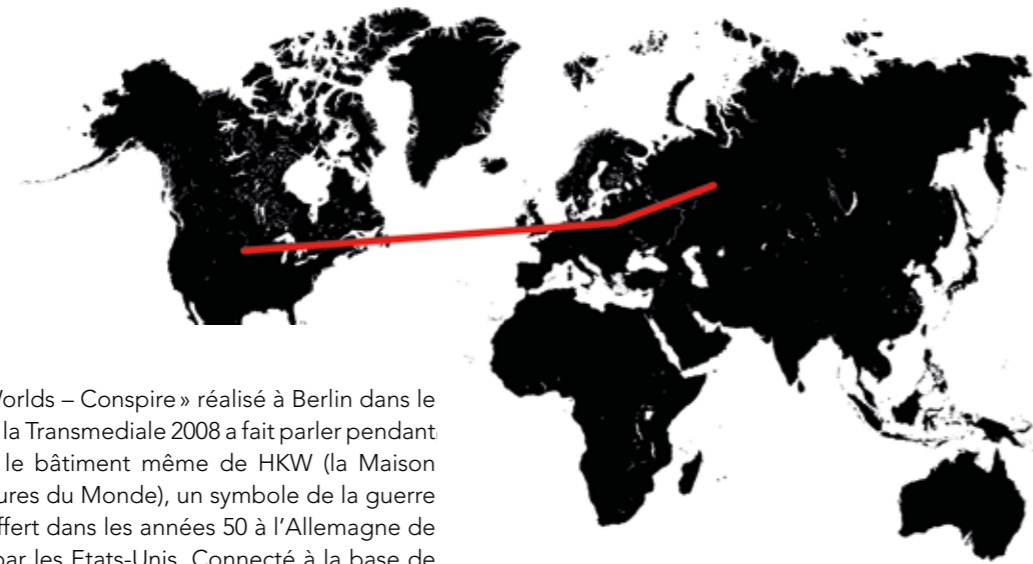 Worlds – Conspire » réalisé à Berlin dans le
la Transmediale 2008 a fait parler pendant
le bâtiment même de HKW (la Maison
ures du Monde), un symbole de la guerre
ffert dans les années 50 à l’Allemagne de
par les Etats-Unis. Connecté à la base de